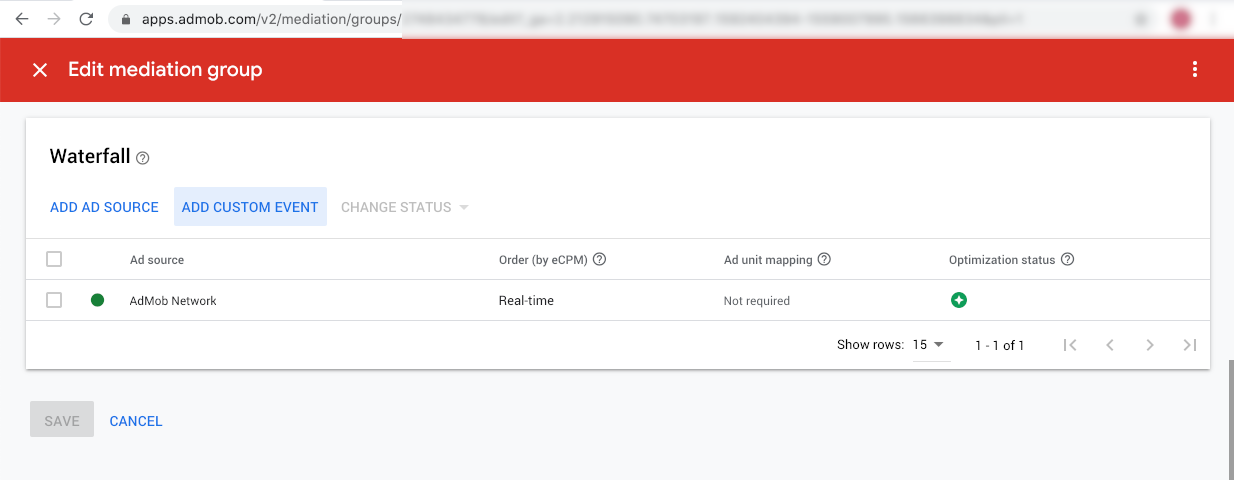 apps.admob.com/v2/mediation/groups/
Edit mediation group
Waterfall
ADD AD SOURCE ADD CUSTOM EVENT CHANGE STATUS
Ad source Order (by eCPM) Ad unit mapping Optimization status
AdMob Network Real-time Not required
Show rows: 15 1 - 1 of 1
SAVE CANCEL